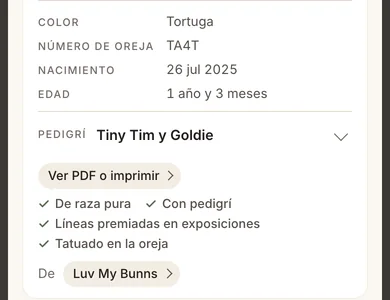 COLOR Tortuga
NÚMERO DE OREJA TA4T
NACIMIENTO 26 jul 2025
EDAD 1 año y 3 meses
PEDIGRÍ Tiny Tim y Goldie
Ver PDF o imprimir
De raza pura Con pedigrí
Líneas premiadas en exposiciones
Tatuado en la oreja
De Luv My Bunns